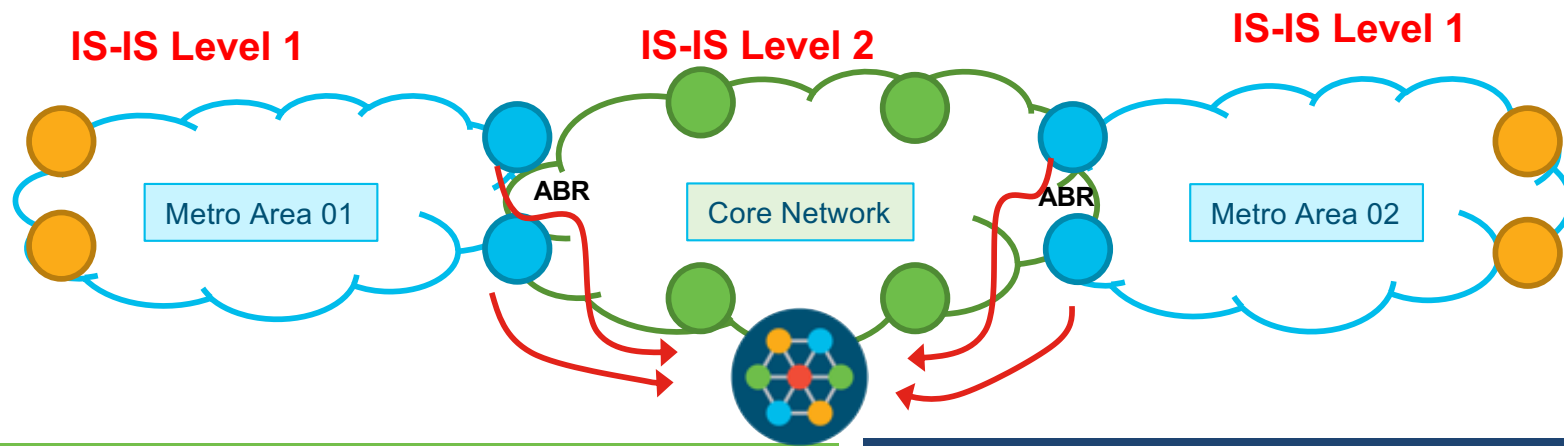 IS-IS Level 1
IS-IS Level 2
IS-IS Level 1
ABR
ABR
Metro Area 01
Core Network
Metro Area 02